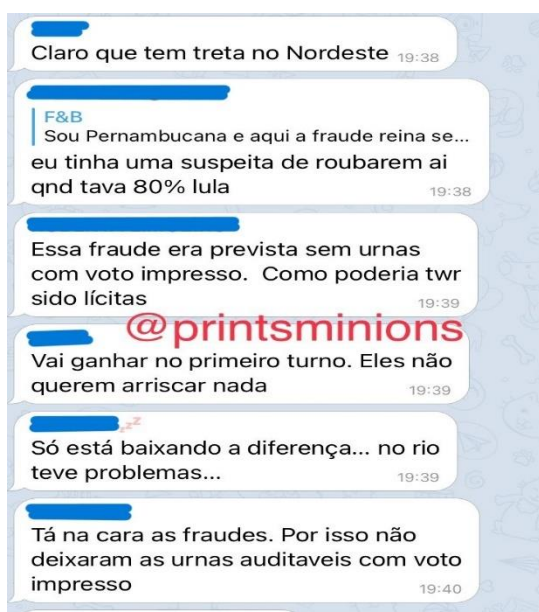 Claro que tem treta no Nordeste 19:38
F&B
Sou Pernambucana e aqui a fraude reina se...
eu tinha uma suspeita de roubarem ai
qnd tava 80% lula 19:38
Essa fraude era prevista sem urnas
com voto impresso.  Como poderia twr
sido lícitas 19:39
@printsminions
Vai ganhar no primeiro turno. Eles não
querem arriscar nada 19:39
zzZ
Só está baixando a diferença... no rio
teve problemas... 19:39
Tá na cara as fraudes. Por isso não
deixaram as urnas auditaveis com voto
impresso 19:40